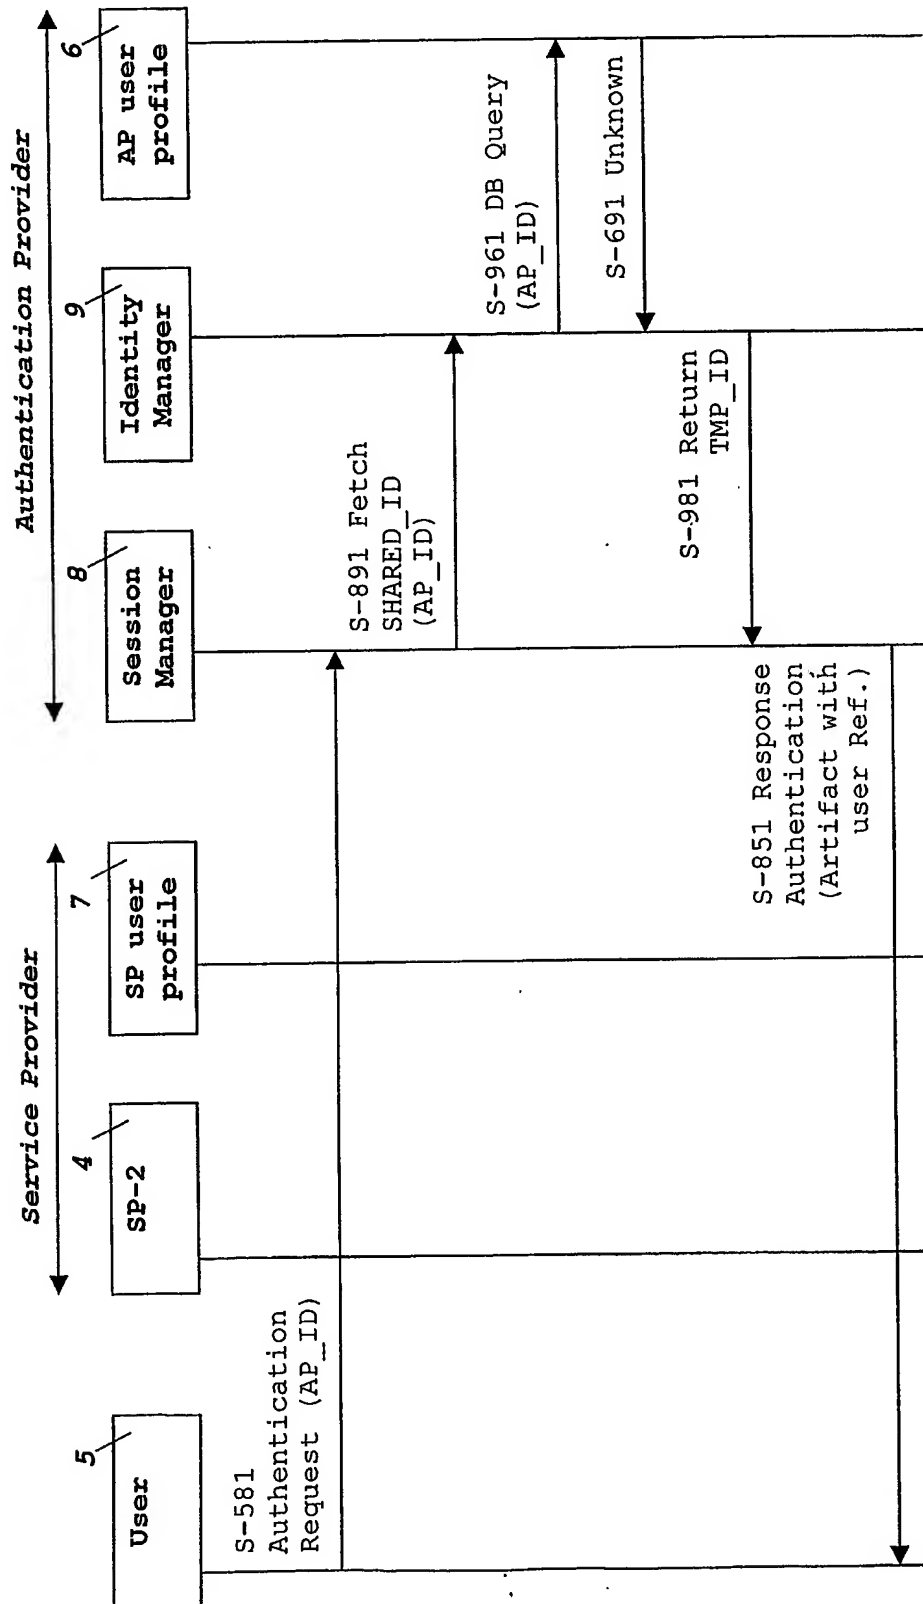 Service Provider
Authentication Provider
5
4
7
8
9
6
User
SP-2
SP user
profile
Session
Manager
Identity
Manager
AP user
profile
S-581
Authentication
Request (AP_ID)
S-891 Fetch
SHARED_ID
(AP_ID)
S-961 DB Query
(AP_ID)
S-691 Unknown
S-981 Return
TMP_ID
S-851 Response
Authentication
(Artifact with
user Ref.)